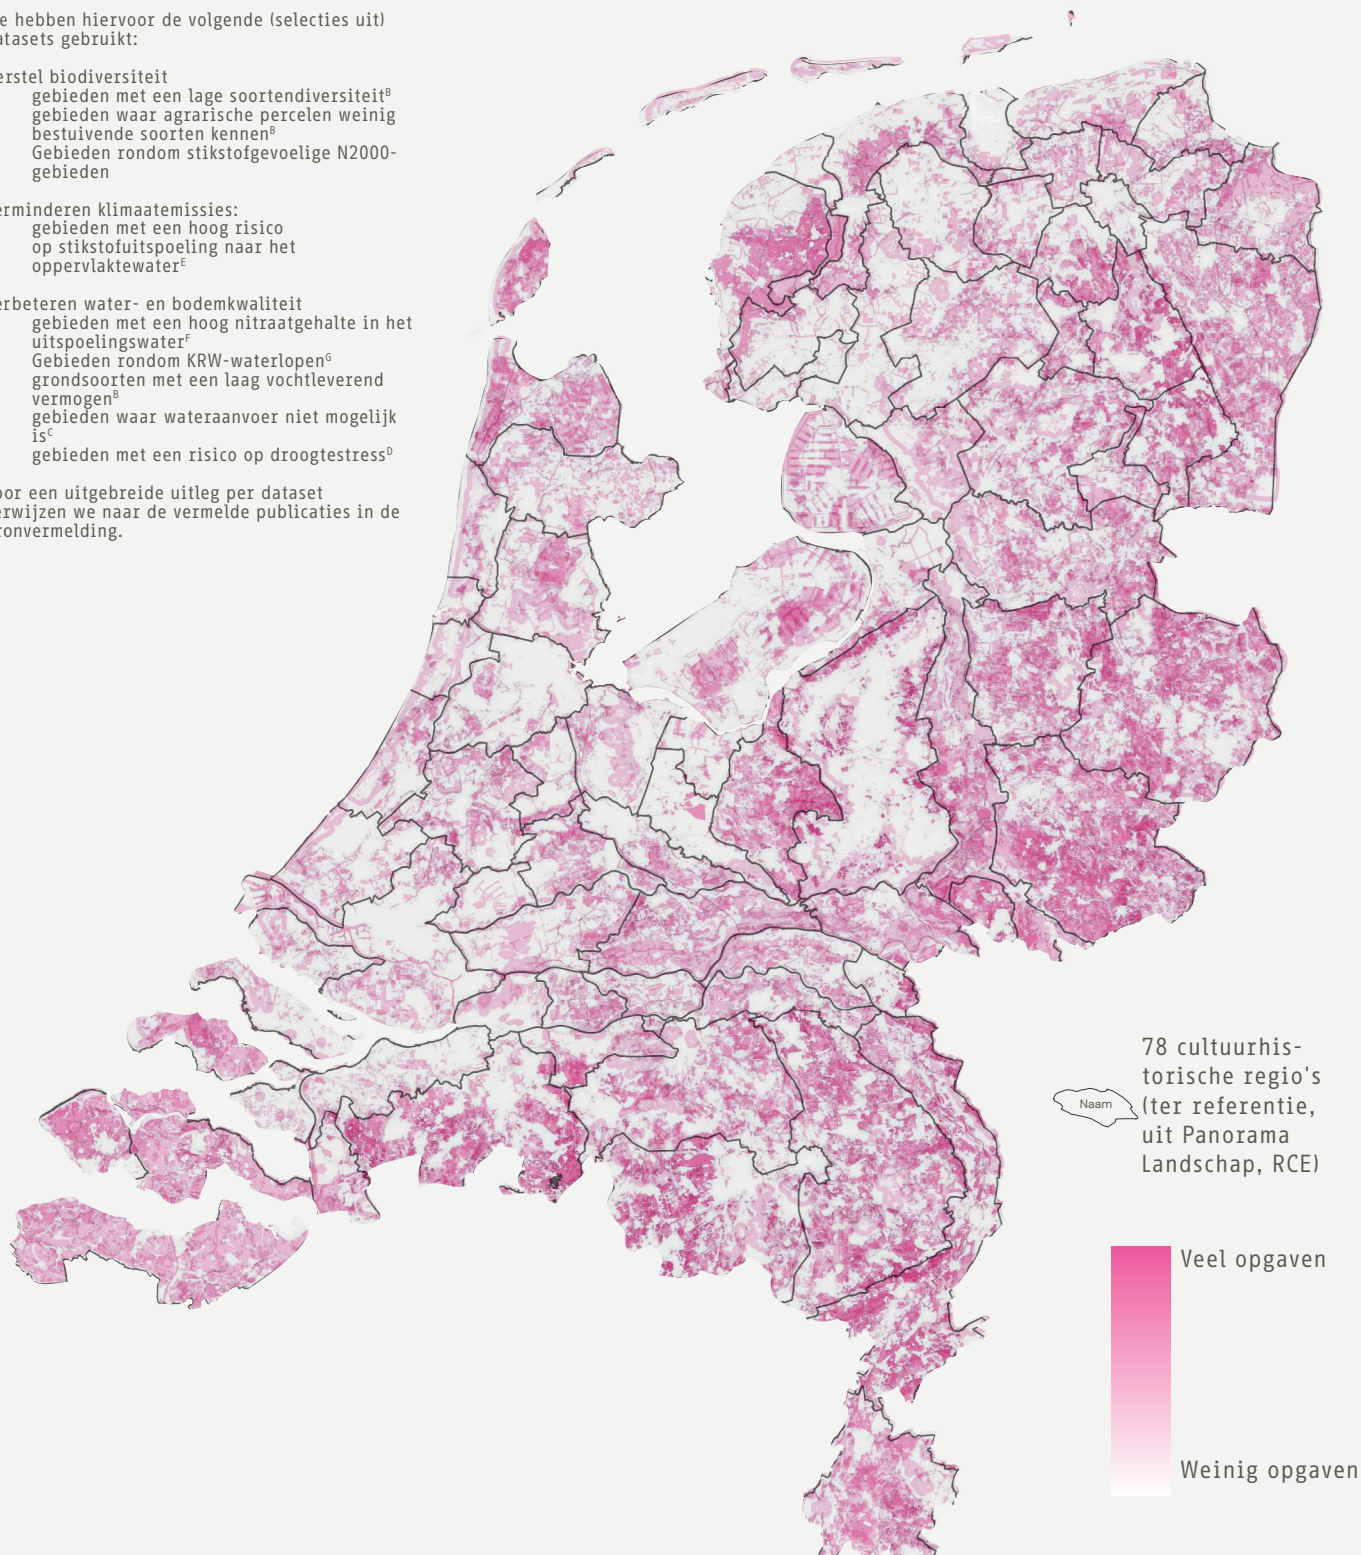 e hebben hiervoor de volgende (selecties uit)
atasets gebruikt:
erstel biodiversiteit
gebieden met een lage soortendiversiteitᴮ
gebieden waar agrarische percelen weinig
bestuivende soorten kennenᴮ
Gebieden rondom stikstofgevoelige N2000-
gebieden
erminderen klimaatemissies:
gebieden met een hoog risico
op stikstofuitspoeling naar het
oppervlaktewaterᴱ
erbeteren water- en bodemkwaliteit
gebieden met een hoog nitraatgehalte in het
uitspoelingswaterF
Gebieden rondom KRW-waterlopenᴳ
grondsoorten met een laag vochtleverend
vermogenᴮ
gebieden waar wateraanvoer niet mogelijk
isC
gebieden met een risico op droogtestressᴰ
oor een uitgebreide uitleg per dataset
erwijzen we naar de vermelde publicaties in de
ronvermelding.
78 cultuurhis-
torische regio's
(ter referentie,
uit Panorama
Landschap, RCE)
Naam
Veel opgaven
Weinig opgaven